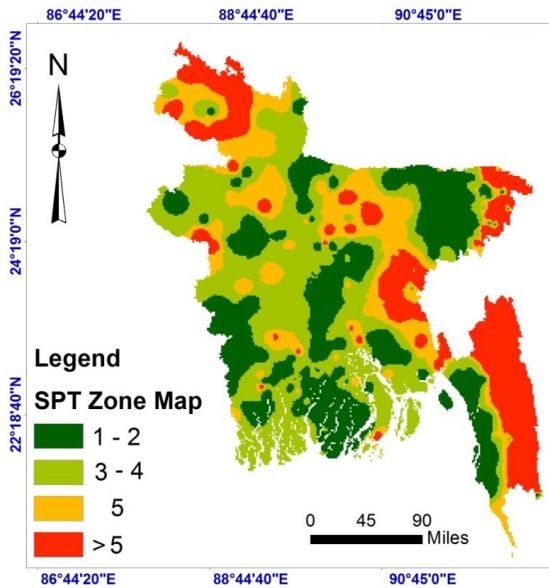 86°44'20"E 88°44'40" 90°45'0"E
26°19'20"N
N
24°19'0"N
22°18'40"N
Legend
SPT Zone Map
1 - 2
3 - 4
5
>5
0 45 90
Miles
86°44'20"E 88°44'40"E 90°45'0"E